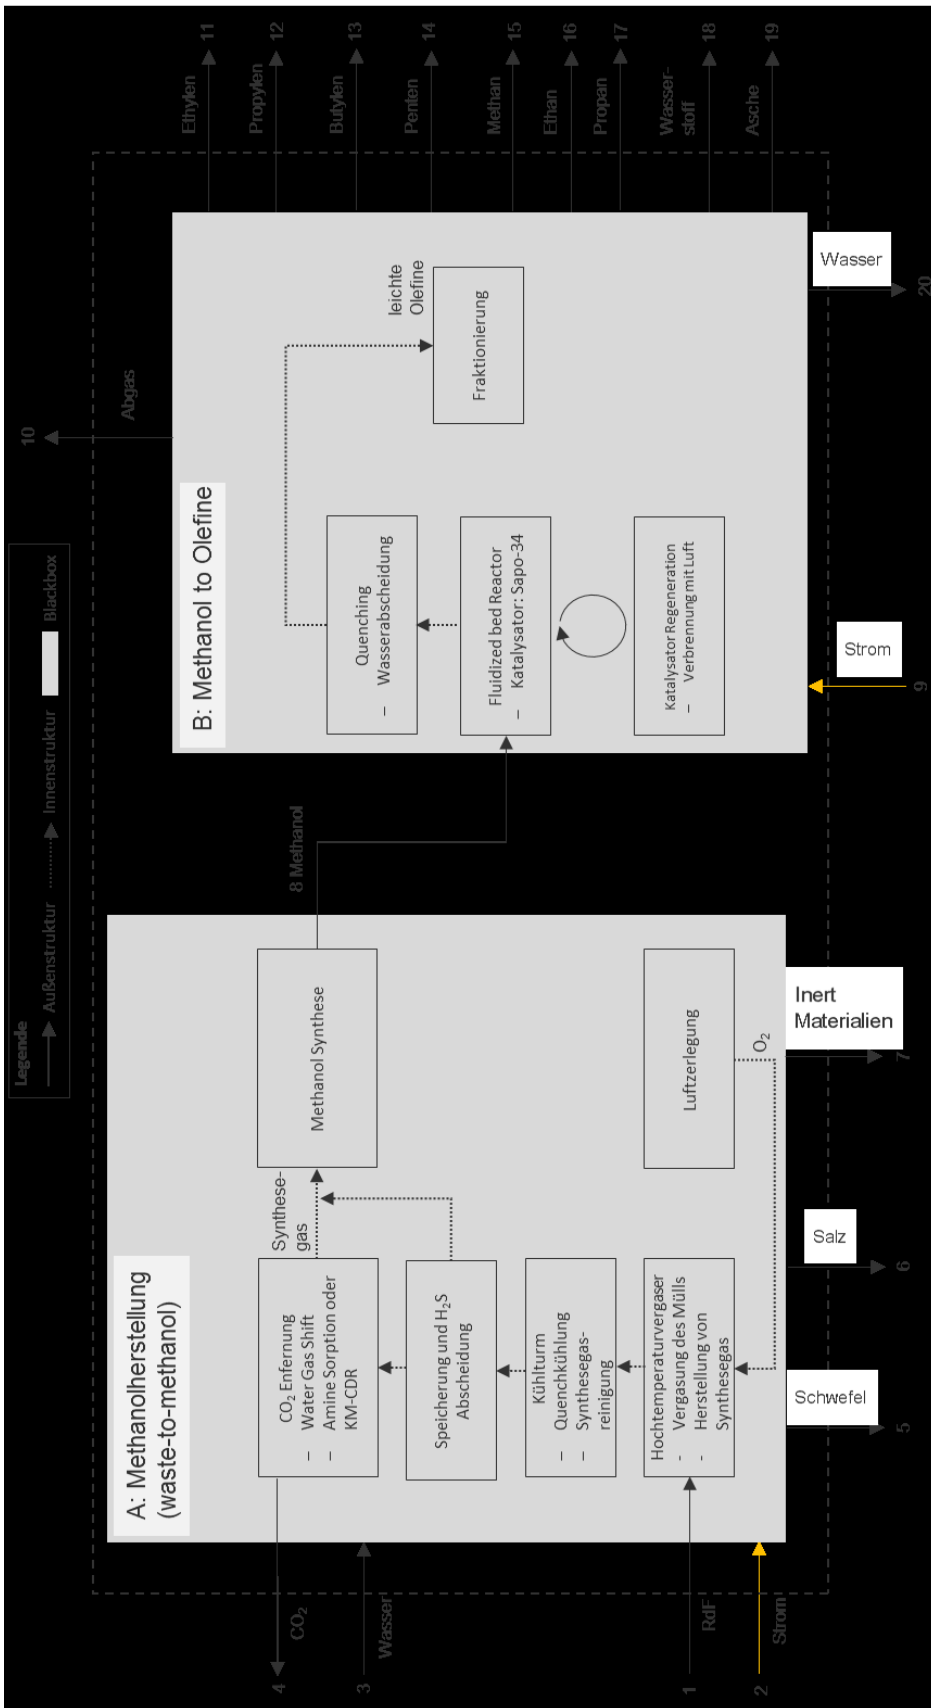 Legende
Außenstruktur
Innenstruktur
Blackbox
A: Methanolherstellung
(waste-to-methanol)
CO₂ Enfernung
– Water Gas Shift
– Amine Sorption oder
KM-CDR
Synthese-
gas
Methanol Synthese
Speicherung und H₂S
Abscheidung
Kühlturm
– Quenchkühlung
– Synthesegas-
reinigung
Hochtemperaturvergaser
- Vergasung des Mülls
- Herstellung von
Synthesegas
Luftzerlegung
O₂
4
CO₂
3
Wasser
1
RdF
2
Strom
Schwefel
5
Salz
6
Inert
Materialien
7
8 Methanol
B: Methanol to Olefine
Quenching
– Wasserabscheidung
Fluidized bed Reactor
– Katalysator: Sapo-34
Katalysator Regeneration
– Verbrennung mit Luft
leichte
Olefine
Fraktionierung
Strom
9
10
Abgas
Ethylen
11
Propylen
12
Butylen
13
Penten
14
Methan
15
Ethan
16
Propan
17
Wasser-
stoff
18
Asche
19
Wasser
20